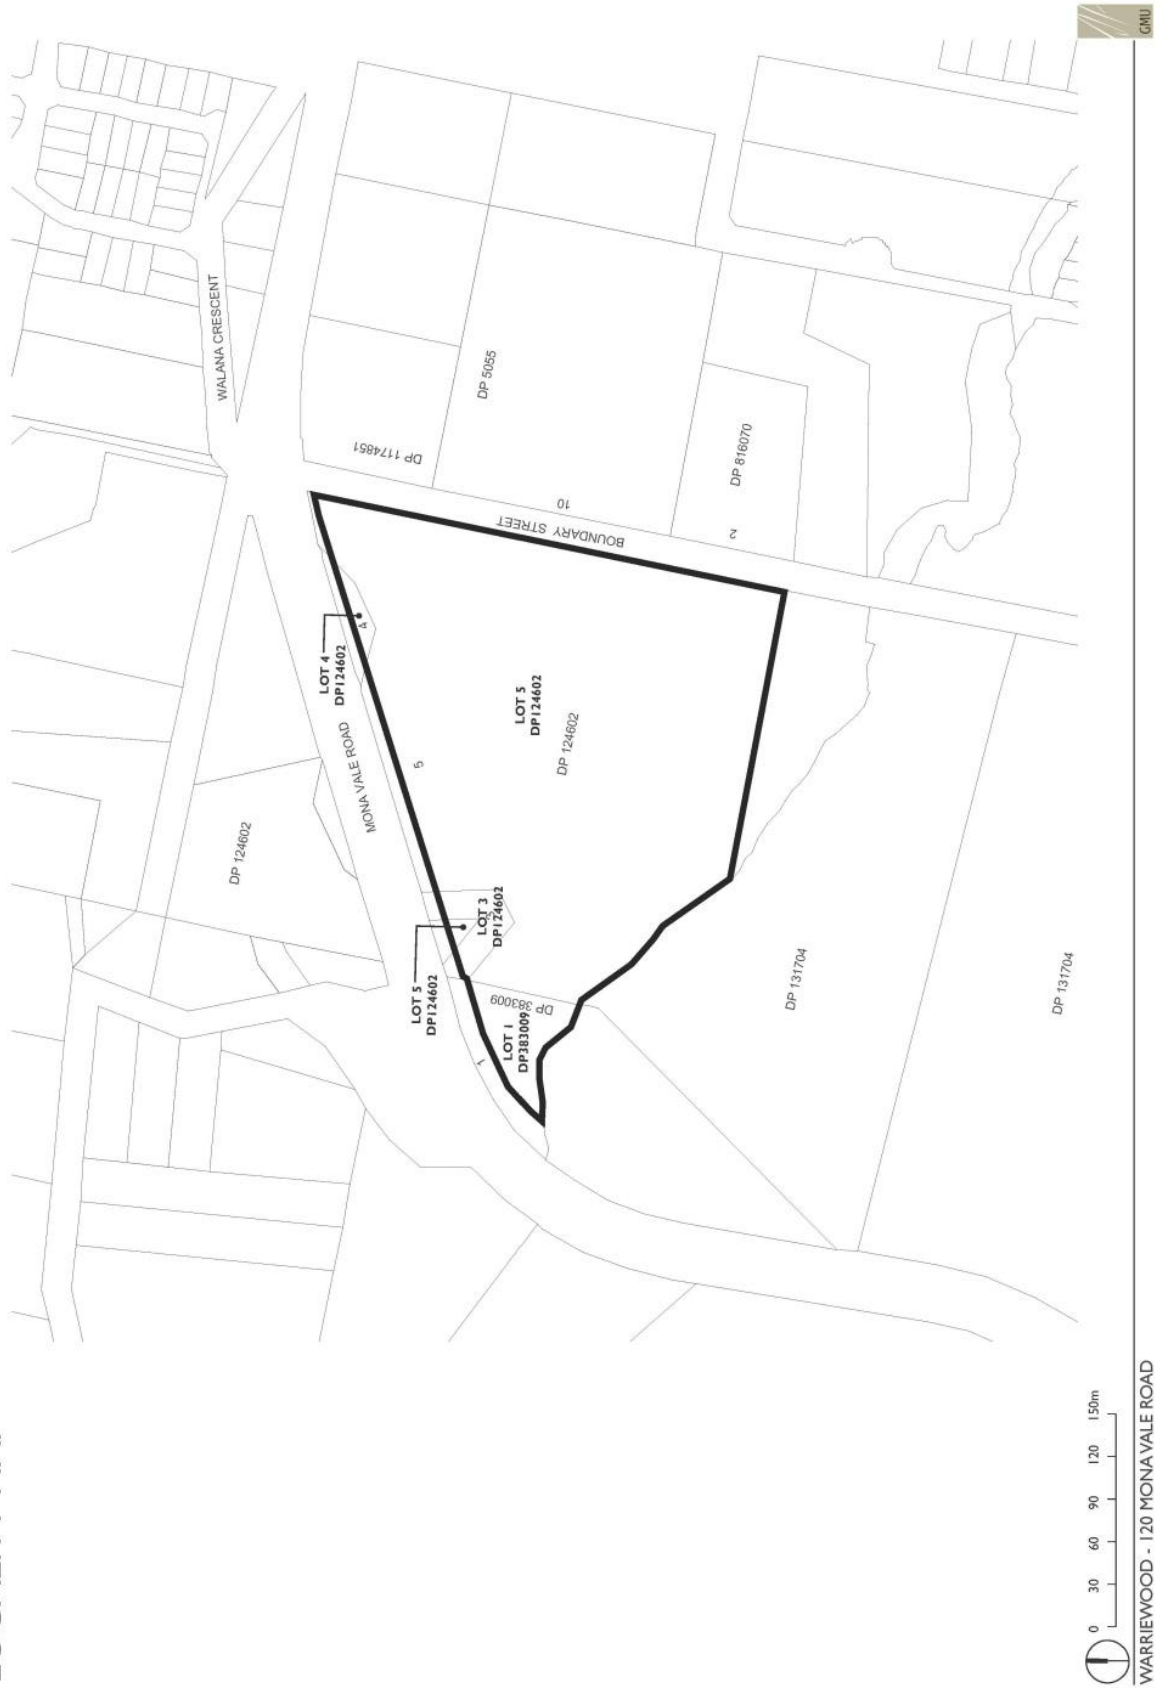 GMU
WALANA CRESCENT
DP 5055
DP 1174851
DP 816070
10
BOUNDARY STREET
2
LOT 4
DP124602
4
MONA VALE ROAD
LOT 5
DP124602
DP 124602
5
DP 124602
LOT 3
DP124602
LOT 5
DP124602
DP 383009
LOT 1
DP383009
1
DP 131704
DP 131704
0 30 60 90 120 150m
WARRIEWOOD - 120 MONA VALE ROAD